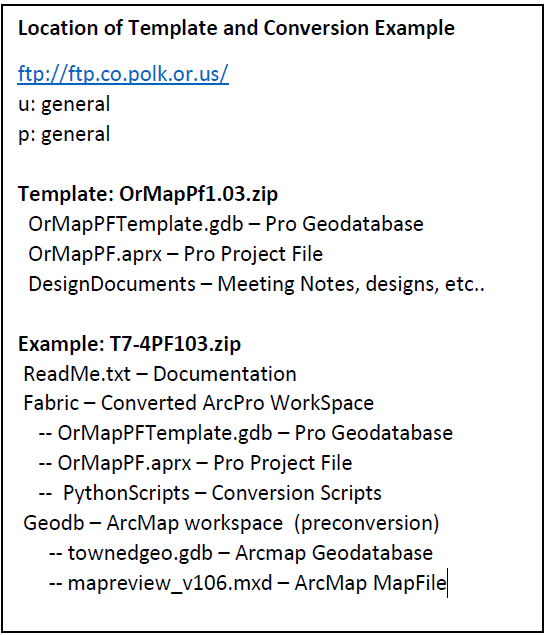 Location of Template and Conversion Example
ftp://ftp.co.polk.or.us/
u: general
p: general
Template: OrMapPf1.03.zip
OrMapPFTemplate.gdb – Pro Geodatabase
OrMapPF.aprx – Pro Project File
DesignDocuments – Meeting Notes, designs, etc..
Example: T7-4PF103.zip
ReadMe.txt – Documentation
Fabric – Converted ArcPro WorkSpace
-- OrMapPFTemplate.gdb – Pro Geodatabase
-- OrMapPF.aprx – Pro Project File
-- PythonScripts – Conversion Scripts
Geodb – ArcMap workspace (preconversion)
-- townedgeo.gdb – Arcmap Geodatabase
-- mapreview_v106.mxd – ArcMap MapFile